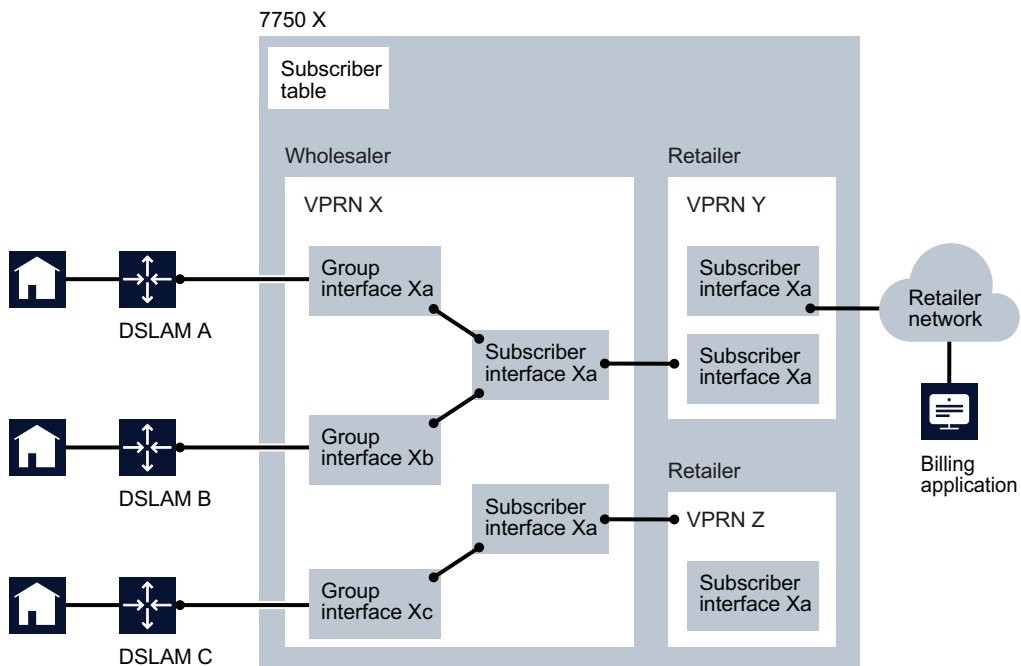 7750 X
Subscriber
table
Wholesaler
VPRN X
Group
interface Xa
DSLAM A
Subscriber
interface Xa
Group
interface Xb
DSLAM B
Subscriber
interface Xa
Group
interface Xc
DSLAM C
Retailer
VPRN Y
Subscriber
interface Xa
Subscriber
interface Xa
Retailer
VPRN Z
Subscriber
interface Xa
Retailer
network
Billing
application